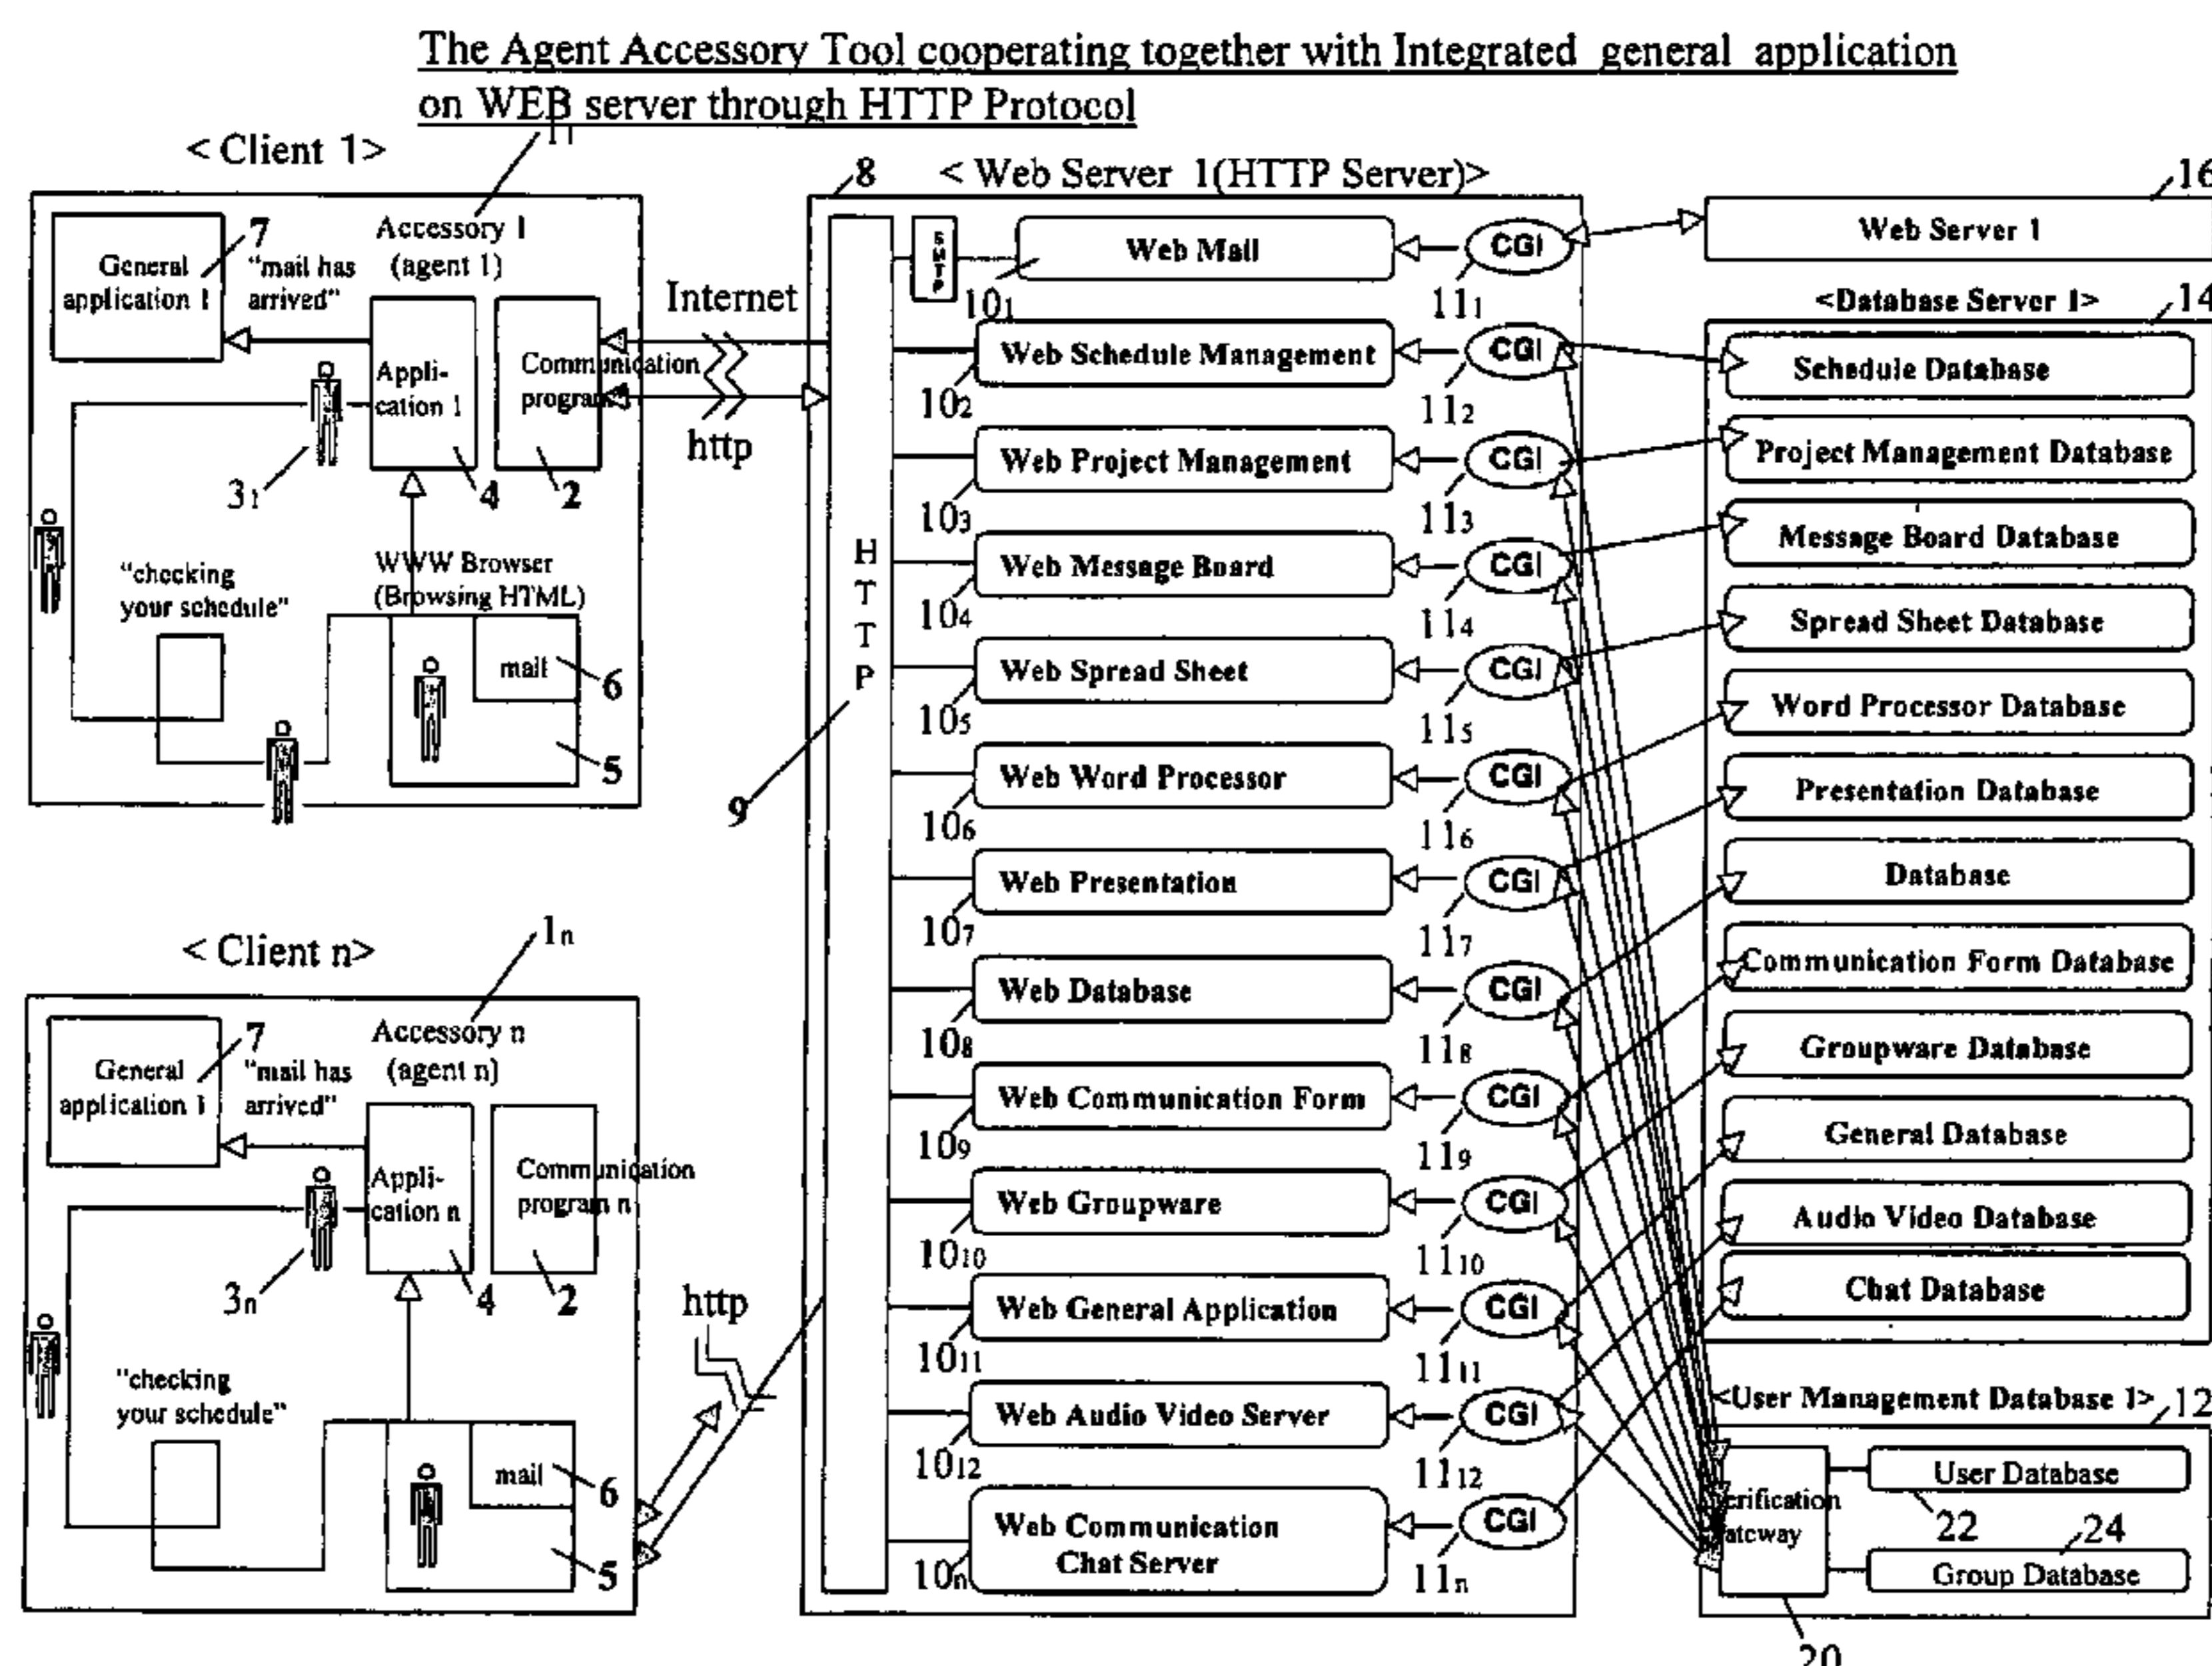 The Agent Accessory Tool cooperating together with Integrated general application
on WEB server through HTTP Protocol
< Client 1>
11
General
application 1
7
"mail has
arrived"
Accessory 1
(agent 1)
Appli-
cation 1
Communication
program
31
4
2
"checking
your schedule"
WWW Browser
(Browsing HTML)
mail
6
5
Internet
http
< Client n>
1n
General
application 1
7
"mail has
arrived"
Accessory n
(agent n)
Appli-
cation n
Communication
program n
3n
4
2
"checking
your schedule"
mail
6
5
http
8
< Web Server 1(HTTP Server)>
HTTP
9
SMTP
Web Mail
101
CGI
111
Web Schedule Management
102
CGI
112
Web Project Management
103
CGI
113
Web Message Board
104
CGI
114
Web Spread Sheet
105
CGI
115
Web Word Processor
106
CGI
116
Web Presentation
107
CGI
117
Web Database
108
CGI
118
Web Communication Form
109
CGI
119
Web Groupware
1010
CGI
1110
Web General Application
1011
CGI
1111
Web Audio Video Server
1012
CGI
1112
Web Communication
Chat Server
10n
CGI
11n
16
Web Server 1
<Database Server 1>
14
Schedule Database
Project Management Database
Message Board Database
Spread Sheet Database
Word Processor Database
Presentation Database
Database
Communication Form Database
Groupware Database
General Database
Audio Video Database
Chat Database
<User Management Database 1>
12
erification
ateway
User Database
22
24
Group Database
20